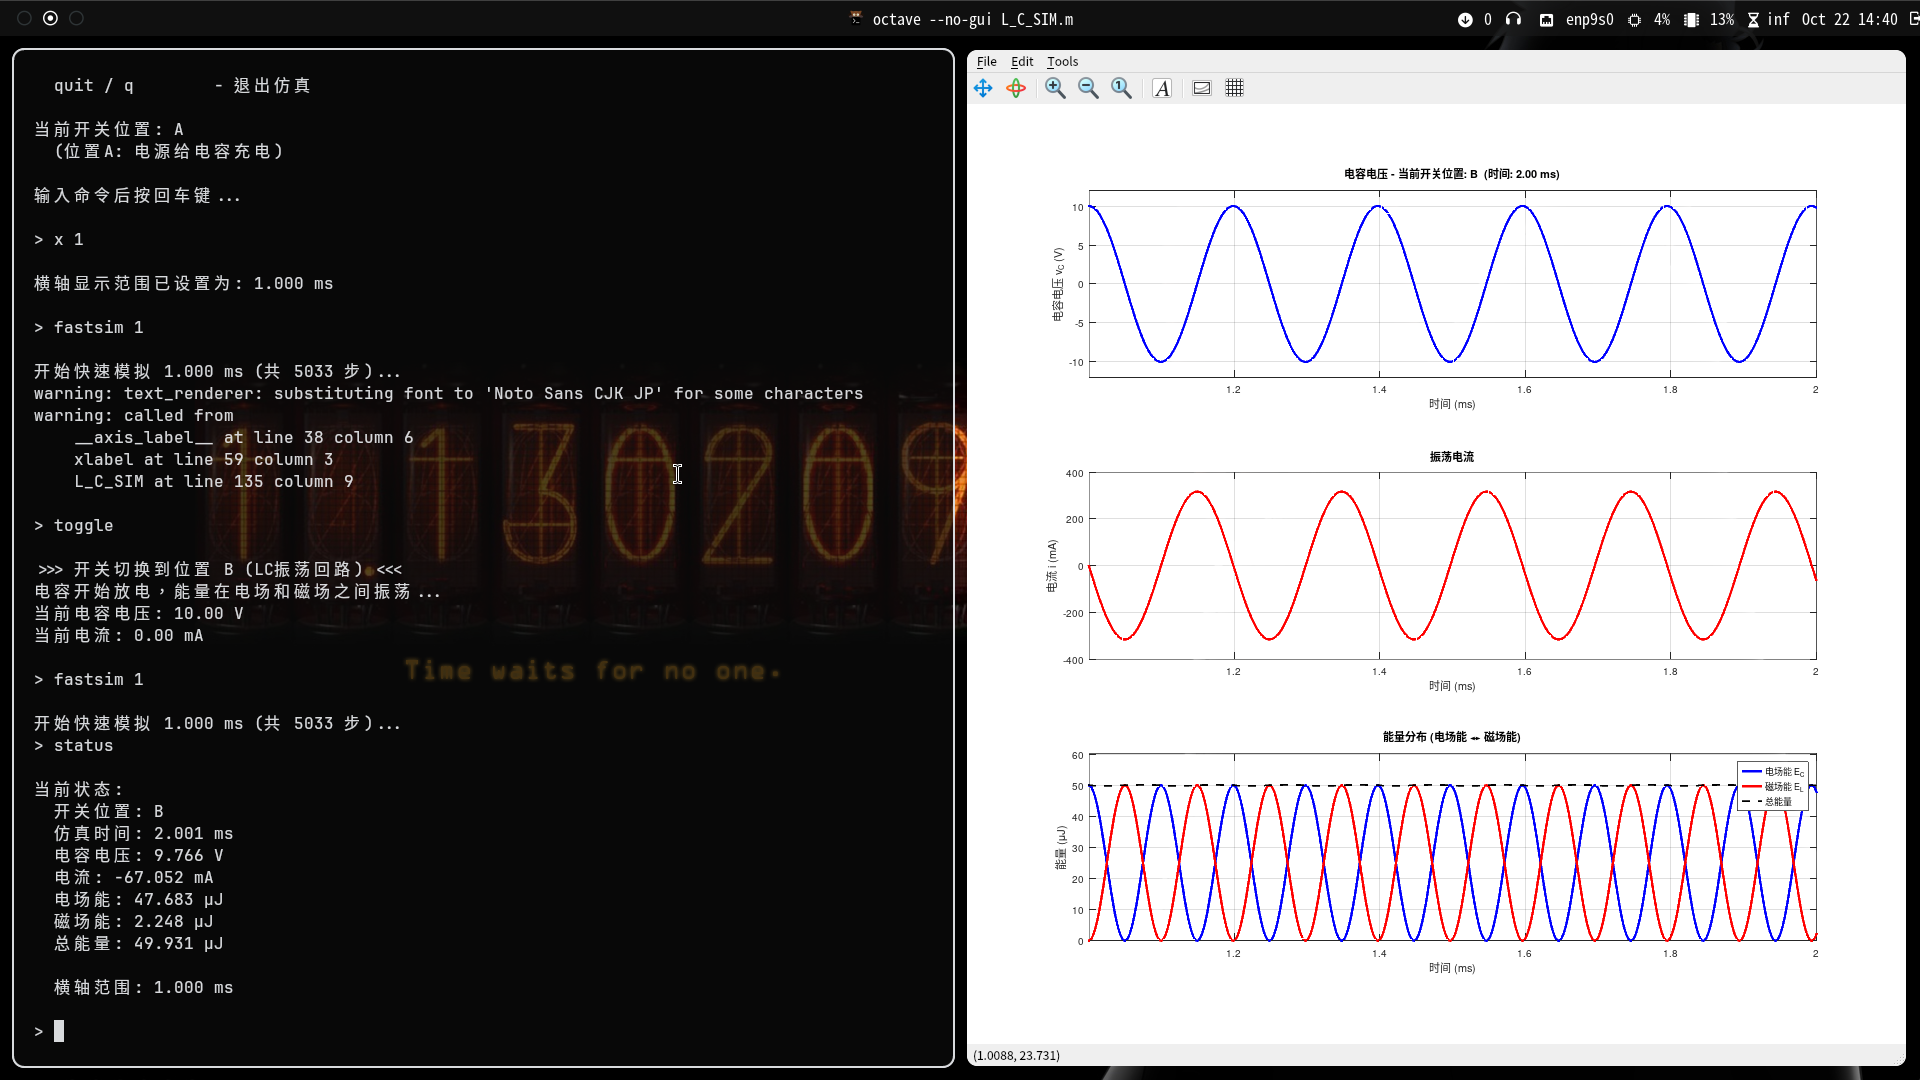 octave --no-gui L_C_SIM.m
0 enp9s0 4% 13% inf Oct 22 14:40
quit / q - 退出仿真
当前开关位置: A
(位置A: 电源给电容充电)
输入命令后按回车键...
> x 1
横轴显示范围已设置为: 1.000 ms
> fastsim 1
开始快速模拟 1.000 ms (共 5033 步)...
warning: text_renderer: substituting font to 'Noto Sans CJK JP' for some characters
warning: called from
__axis_label__ at line 38 column 6
xlabel at line 59 column 3
L_C_SIM at line 135 column 9
> toggle
>>> 开关切换到位置 B (LC振荡回路) <<<
电容开始放电，能量在电场和磁场之间振荡...
当前电容电压: 10.00 V
当前电流: 0.00 mA
> fastsim 1
开始快速模拟 1.000 ms (共 5033 步)...
> status
当前状态:
开关位置: B
仿真时间: 2.001 ms
电容电压: 9.766 V
电流: -67.052 mA
电场能: 47.683 μJ
磁场能: 2.248 μJ
总能量: 49.931 μJ
横轴范围: 1.000 ms
>
Time waits for no one.
File Edit Tools
A
电容电压 - 当前开关位置: B (时间: 2.00 ms)
电容电压 vC (V)
10
5
0
-5
-10
1.2 1.4 1.6 1.8 2
时间 (ms)
振荡电流
电流 i (mA)
400
200
0
-200
-400
1.2 1.4 1.6 1.8 2
时间 (ms)
能量分布 (电场能 ↔ 磁场能)
能量 (μJ)
60
50
40
30
20
10
0
电场能 EC
磁场能 EL
总能量
1.2 1.4 1.6 1.8 2
时间 (ms)
(1.0088, 23.731)